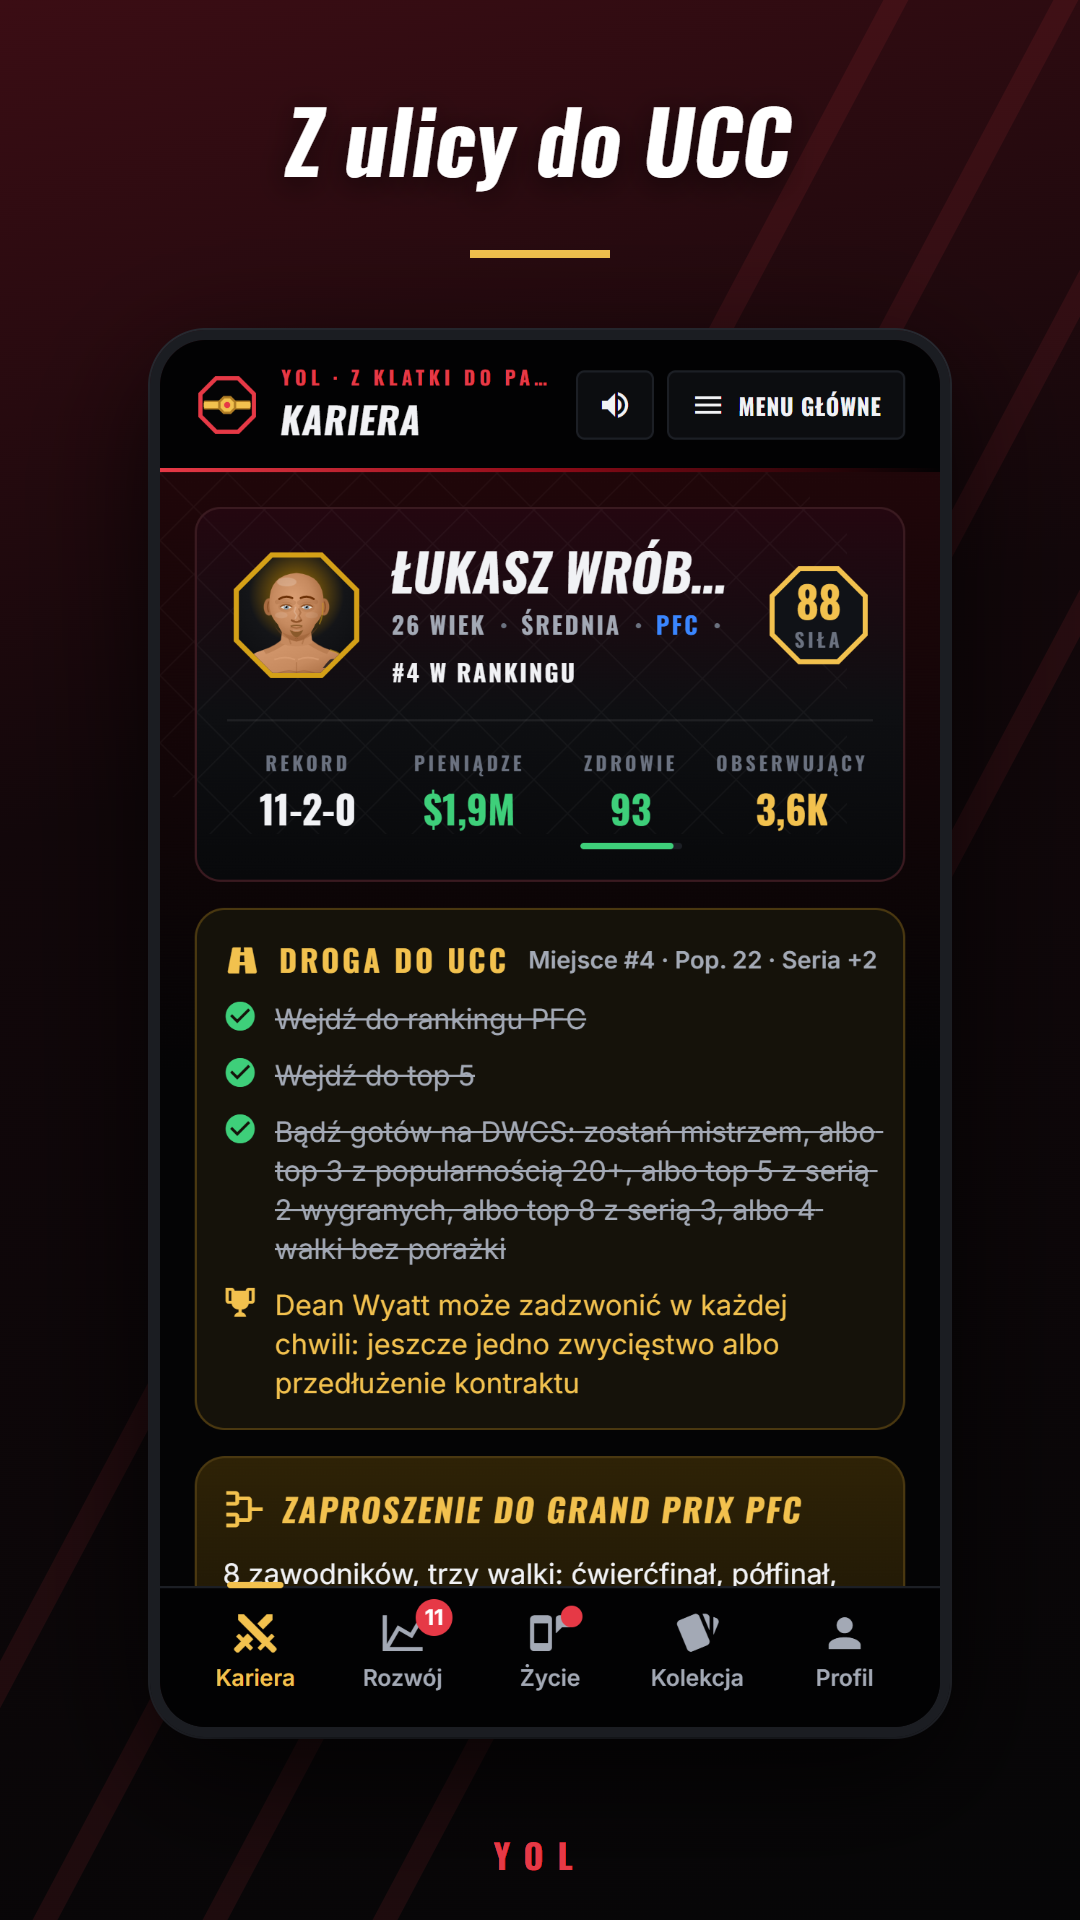 Z ulicy do UCC
YOL · Z KLATKI DO PA...
KARIERA
MENU GŁÓWNE
ŁUKASZ WRÓB...
26 WIEK · ŚREDNIA · PFC ·
#4 W RANKINGU
88
SIŁA
REKORD PIENIĄDZE ZDROWIE OBSERWUJĄCY
11-2-0 $1,9M 93 3,6K
DROGA DO UCC Miejsce #4 · Pop. 22 · Seria +2
Wejdź do rankingu PFC
Wejdź do top 5
Bądź gotów na DWCS: zostań mistrzem, albo
top 3 z popularnością 20+, albo top 5 z serią
2 wygranych, albo top 8 z serią 3, albo 4
walki bez porażki
Dean Wyatt może zadzwonić w każdej
chwili: jeszcze jedno zwycięstwo albo
przedłużenie kontraktu
ZAPROSZENIE DO GRAND PRIX PFC
8 zawodników, trzy walki: ćwierćfinał, półfinał,
11
Kariera Rozwój Życie Kolekcja Profil
YOL